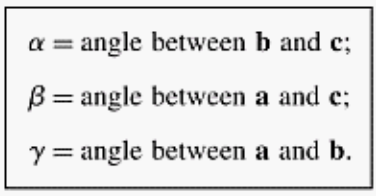 α = angle between b and c;
β = angle between a and c;
γ = angle between a and b.